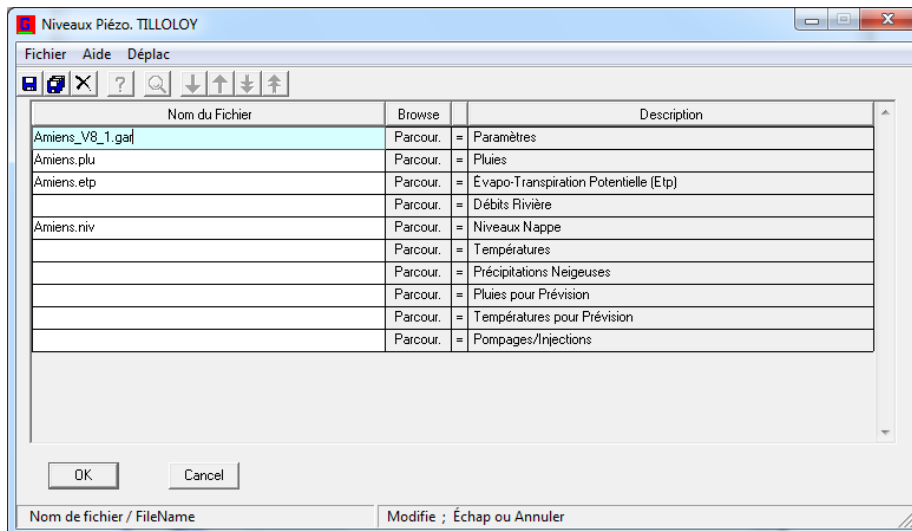 Niveaux Piézo. TILLOLOY
Fichier Aide Déplac
Nom du Fichier Browse Description
Amiens_V8_1.gar Parcour. = Paramètres
Amiens.plu Parcour. = Pluies
Amiens.etp Parcour. = Évapo-Transpiration Potentielle (Etp)
Parcour. = Débits Rivière
Amiens.niv Parcour. = Niveaux Nappe
Parcour. = Températures
Parcour. = Précipitations Neigeuses
Parcour. = Pluies pour Prévision
Parcour. = Températures pour Prévision
Parcour. = Pompages/Injections
OK Cancel
Nom de fichier / FileName Modifie ; Échap ou Annuler